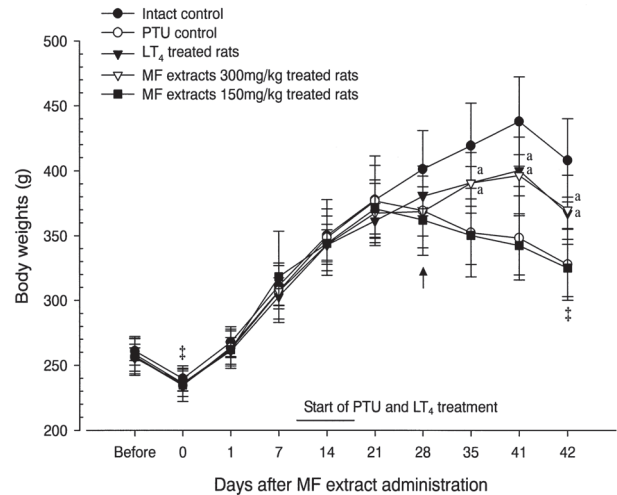 Intact control
PTU control
LT4 treated rats
MF extracts 300mg/kg treated rats
MF extracts 150mg/kg treated rats
Body weights (g)
500
450
400
350
300
250
200
‡
a
a
a
a
a
a
‡
Start of PTU and LT4 treatment
Before 0 1 7 14 21 28 35 41 42
Days after MF extract administration